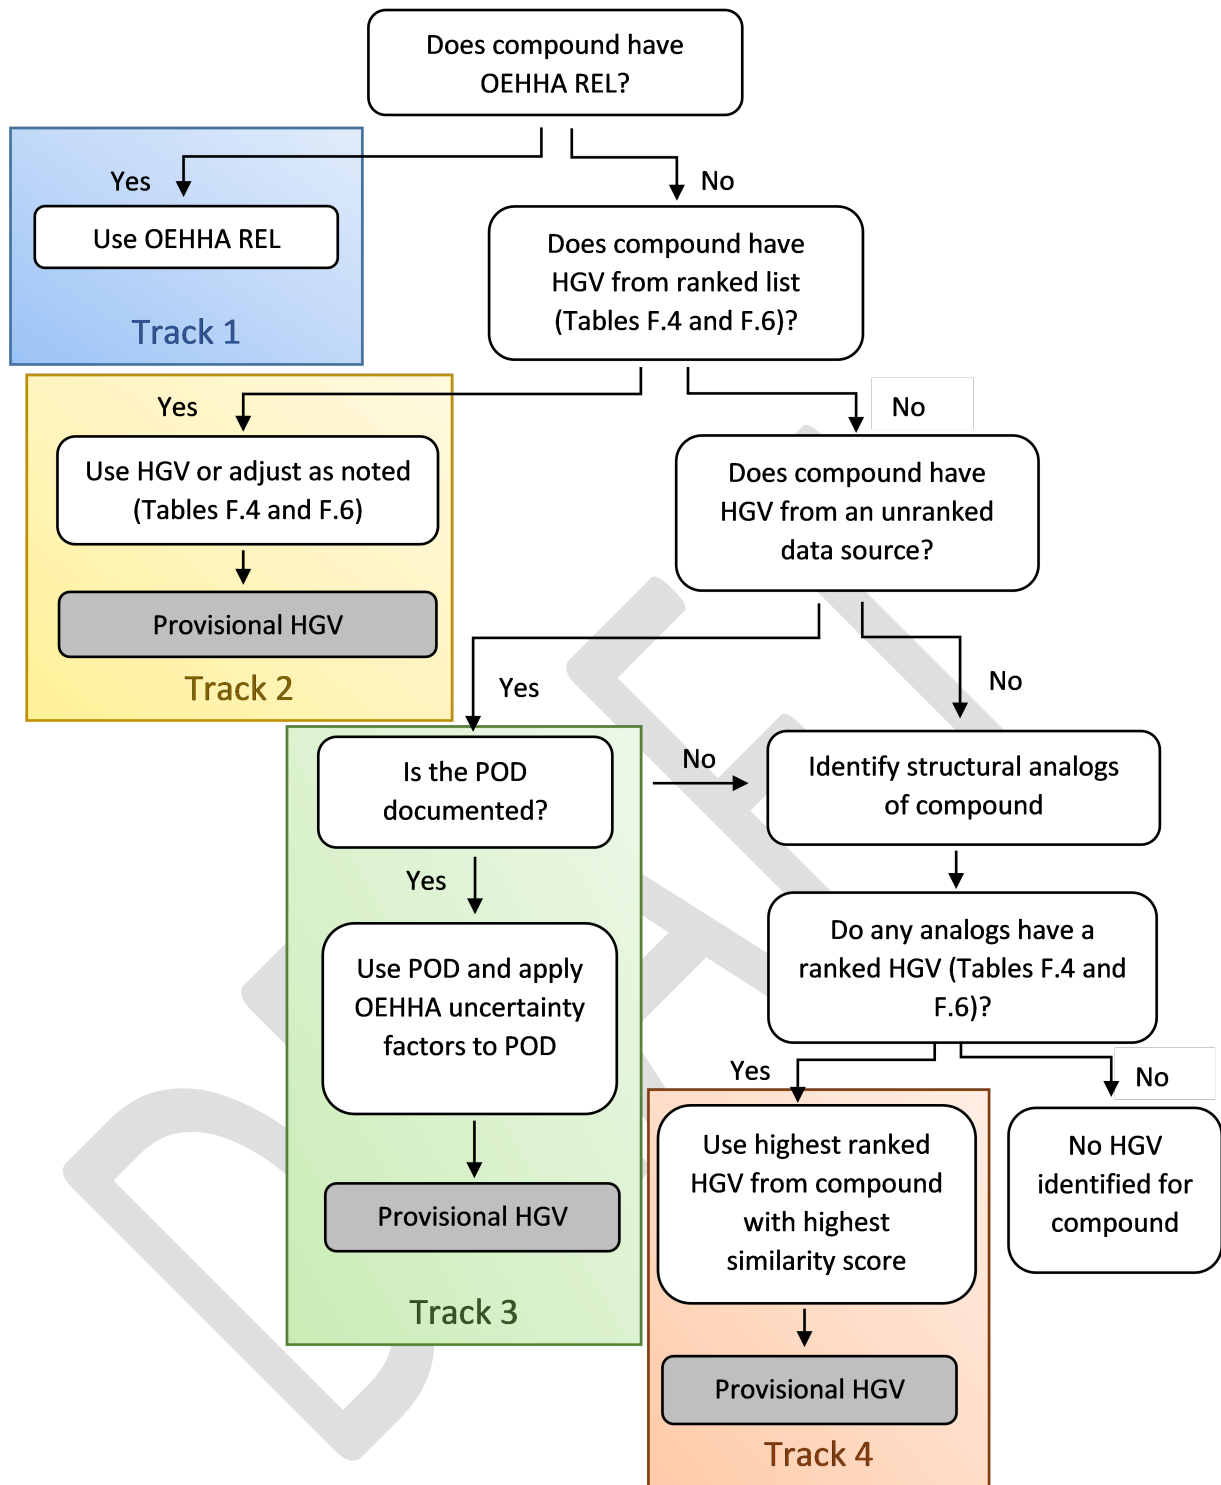 Does compound have
OEHHA REL?
Yes
No
Use OEHHA REL
Track 1
Does compound have
HGV from ranked list
(Tables F.4 and F.6)?
Yes
No
Use HGV or adjust as noted
(Tables F.4 and F.6)
Provisional HGV
Track 2
Does compound have
HGV from an unranked
data source?
Yes
No
Is the POD
documented?
No
Identify structural analogs
of compound
Yes
Use POD and apply
OEHHA uncertainty
factors to POD
Provisional HGV
Track 3
Do any analogs have a
ranked HGV (Tables F.4 and
F.6)?
Yes
No
Use highest ranked
HGV from compound
with highest
similarity score
No HGV
identified for
compound
Provisional HGV
Track 4
DRAFT